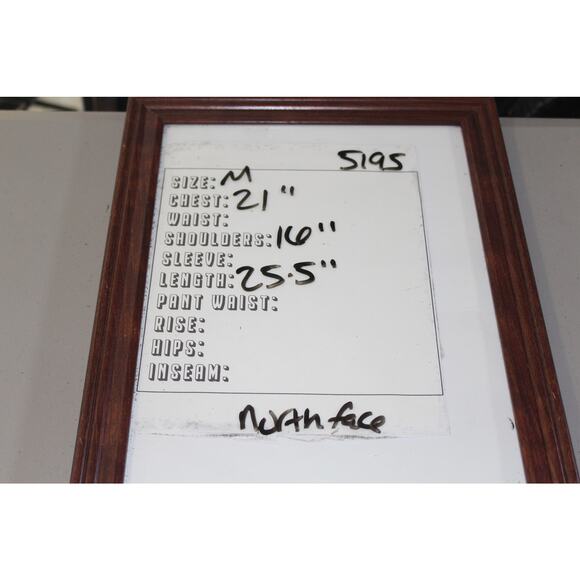 5195
SIZE: M
CHEST: 21"
WAIST:
SHOULDERS: 16"
SLEEVE:
LENGTH: 25.5"
PANT WAIST:
RISE:
HIPS:
INSEAM:
North face